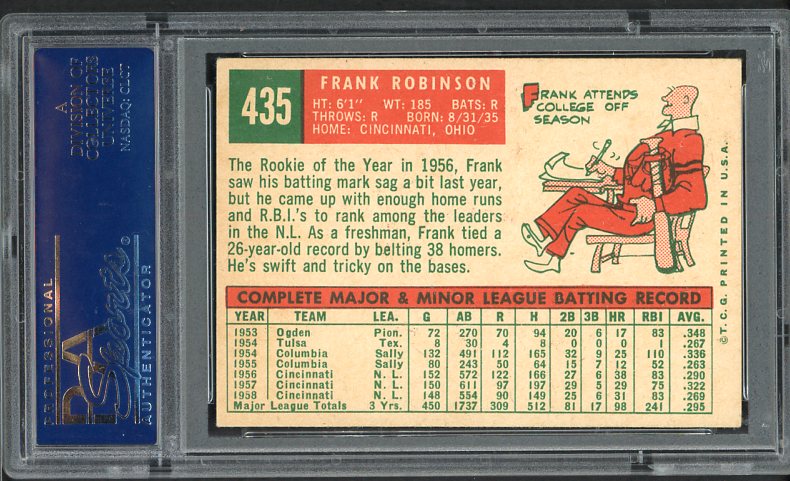 A
DIVISION OF
COLLECTORS
UNIVERSE
NASDAQ: CLCT
PROFESSIONAL
PSA
Sports
®
AUTHENTICATOR
435
FRANK ROBINSON
HT: 6'1" WT: 185 BATS: R
THROWS: R BORN: 8/31/35
HOME: CINCINNATI, OHIO
FRANK ATTENDS
COLLEGE OFF
SEASON
The Rookie of the Year in 1956, Frank
saw his batting mark sag a bit last year,
but he came up with enough home runs
and R.B.I.'s to rank among the leaders
in the N.L. As a freshman, Frank tied a
26-year-old record by belting 38 homers.
He's swift and tricky on the bases.
COMPLETE MAJOR & MINOR LEAGUE BATTING RECORD
YEAR TEAM LEA. G AB R H 2B 3B HR RBI AVG.
1953 Ogden Pion. 72 270 70 94 20 6 17 83 .348
1954 Tulsa Tex. 8 30 4 8 0 0 0 1 .267
1954 Columbia Sally 132 491 112 165 32 9 25 110 .336
1955 Columbia Sally 80 243 50 64 15 7 12 52 .263
1956 Cincinnati N. L. 152 572 122 166 27 6 38 83 .290
1957 Cincinnati N. L. 150 611 97 197 29 5 29 75 .322
1958 Cincinnati N. L. 148 554 90 149 25 6 31 83 .269
Major League Totals 3 Yrs. 450 1737 309 512 81 17 98 241 .295
©T.C.G. PRINTED IN U.S.A.